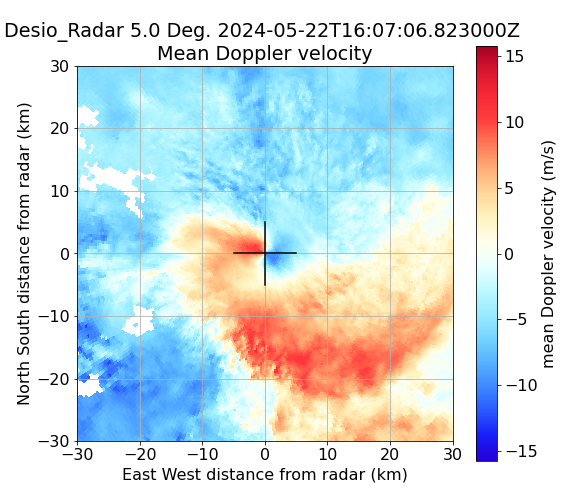 Desio_Radar 5.0 Deg. 2024-05-22T16:07:06.823000Z
Mean Doppler velocity
North South distance from radar (km)
30
20
10
0
−10
−20
−30
−30 −20 −10 0 10 20 30
East West distance from radar (km)
15
10
5
0
−5
−10
−15
mean Doppler velocity (m/s)